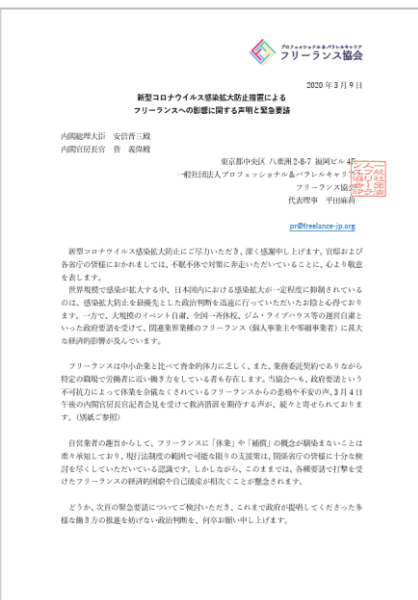 プロフェッショナル&パラレルキャリア
フリーランス協会
2020年3月9日
新型コロナウイルス感染拡大防止措置による
フリーランスへの影響に関する声明と緊急要請
内閣総理大臣 安倍晋三殿
内閣官房長官 菅 義偉殿
東京都中央区 八重洲2-8-7 福岡ビル4F
一般社団法人プロフェッショナル&パラレルキャリア
フリーランス協会
代表理事 平田麻莉
pr@freelance-jp.org
新型コロナウイルス感染拡大防止にご尽力いただき、深く感謝申し上げます。官邸および
各省庁の皆様におかれましては、不眠不休で対策に奔走いただいていることに、心より敬意
を表します。
世界規模で感染が拡大する中、日本国内における感染拡大が一定程度に抑制されている
のは、感染拡大防止を最優先とした政治判断を迅速に行っていただいたお陰と心得ており
ます。一方で、大規模のイベント自粛、全国一斉休校、ジム・ライブハウス等の運営自粛と
いった政府要請を受けて、関連業界業種のフリーランス（個人事業主や零細事業者）に甚大
な経済的影響が及んでいます。
フリーランスは中小企業と比べて資金的体力に乏しく、また、業務委託契約でありながら
特定の職場で労働者に近い働き方をしている者も存在します。当協会へも、政府要請という
不可抗力によって休業を余儀なくされているフリーランスからの悲鳴や不安の声、3月4日
午後の内閣官房長官記者会見を受けて救済措置を期待する声が、続々と寄せられておりま
す。（別紙ご参照）
自営業者の趣旨からして、フリーランスに「休業」や「補償」の概念が馴染まないことは
重々承知しており、現行法制度の範囲で可能な限りの支援策は、関係省庁の皆様に十分な検
討を尽くしていただいている認識です。しかしながら、このままでは、各種要請で打撃を受
けたフリーランスの経済的困窮や自己破産が相次ぐことが懸念されます。
どうか、次頁の緊急要請についてご検討いただき、これまで政府が提唱してくださった多
様な働き方の推進を妨げない政治判断を、何卒お願い申し上げます。